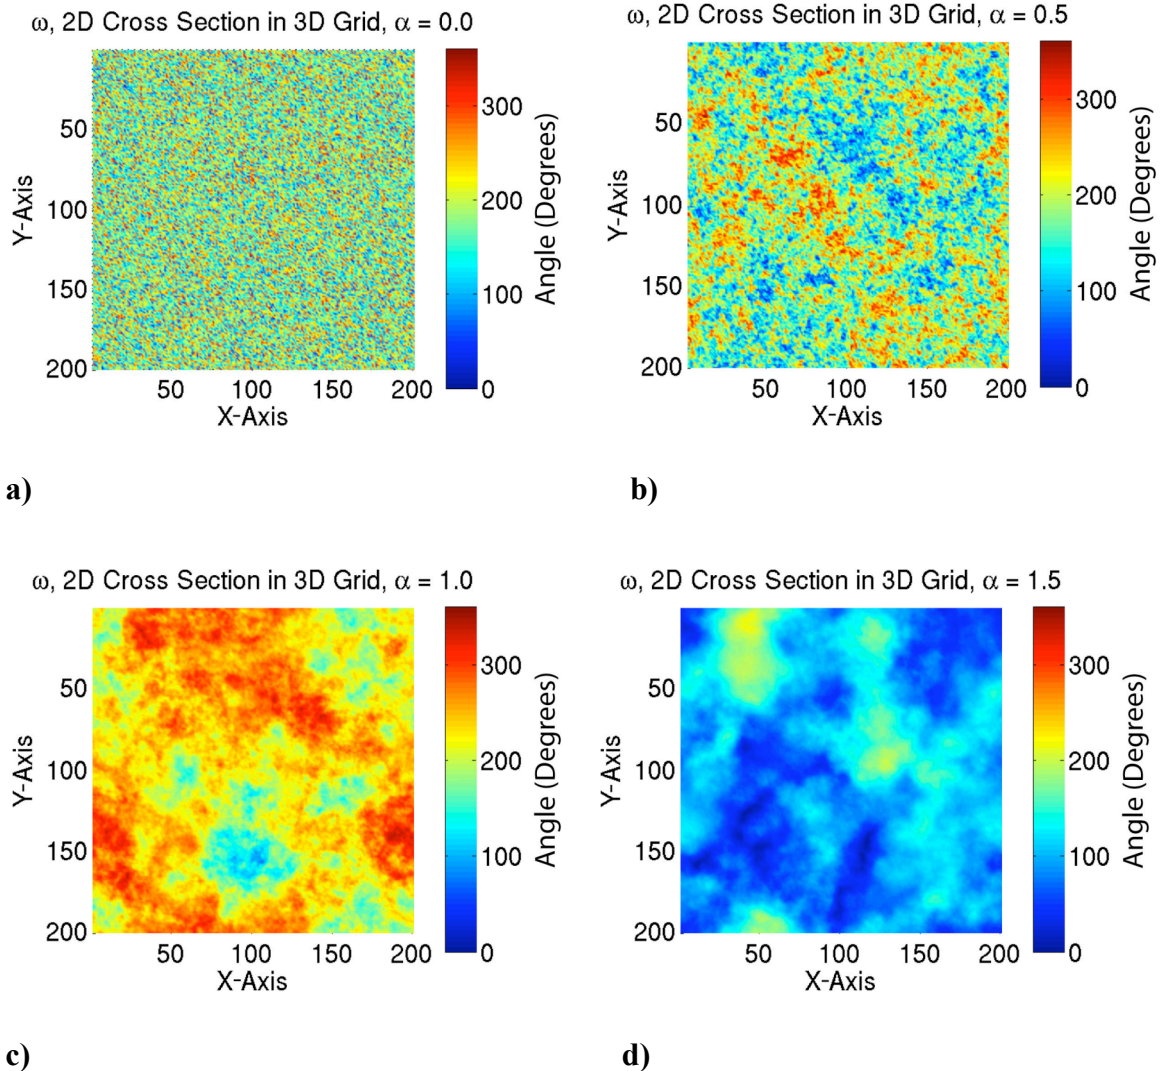 ω, 2D Cross Section in 3D Grid, α = 0.0
50
100
150
200
Y-Axis
50 100 150 200
X-Axis
300
200
100
0
Angle (Degrees)
a)
ω, 2D Cross Section in 3D Grid, α = 0.5
50
100
150
200
Y-Axis
50 100 150 200
X-Axis
300
200
100
0
Angle (Degrees)
b)
ω, 2D Cross Section in 3D Grid, α = 1.0
50
100
150
200
Y-Axis
50 100 150 200
X-Axis
300
200
100
0
Angle (Degrees)
c)
ω, 2D Cross Section in 3D Grid, α = 1.5
50
100
150
200
Y-Axis
50 100 150 200
X-Axis
300
200
100
0
Angle (Degrees)
d)